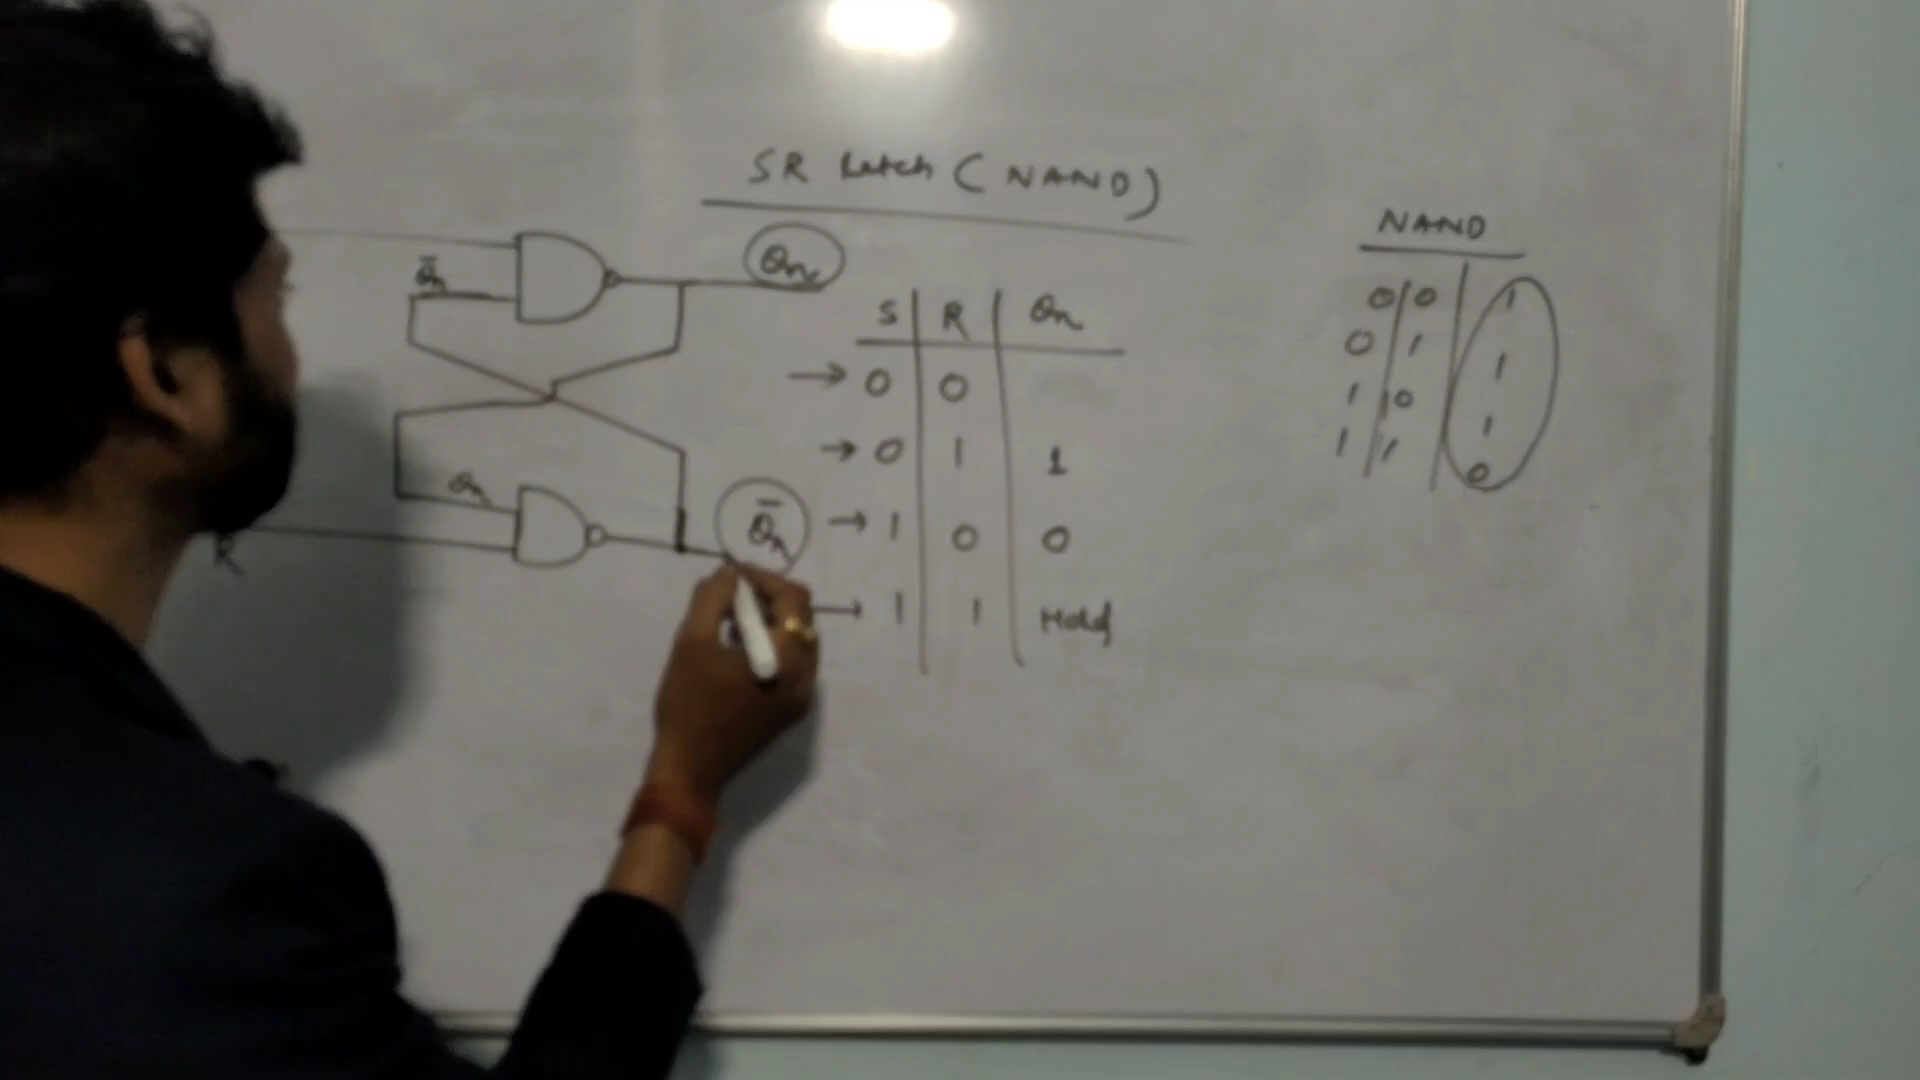 SR Latch (NAND)
NAND
Q̄n
Qn
S R Qn
0 0
0 1 1
1 0 0
1 1 Hold
Qn
Q̄n
R
0 0 1
0 1 1
1 0 1
1 1 0